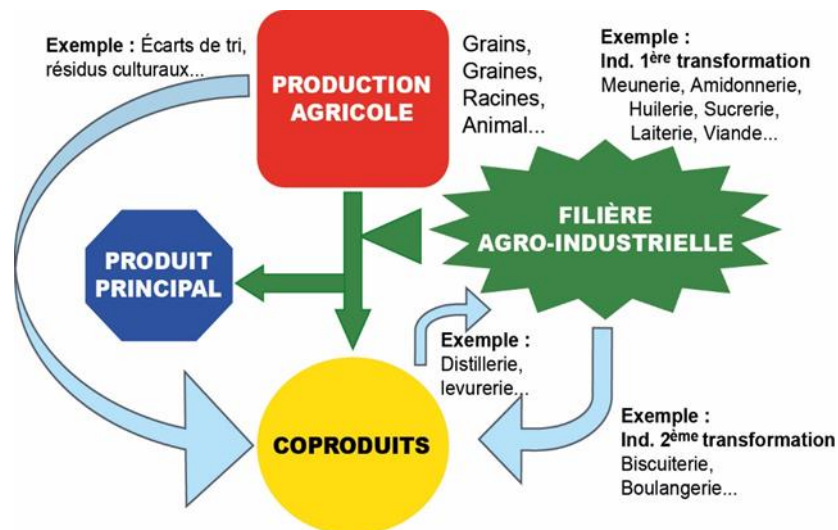 Exemple : Écarts de tri,
résidus culturaux...
PRODUCTION
AGRICOLE
Grains,
Graines,
Racines,
Animal...
Exemple :
Ind. 1ère transformation
Meunerie, Amidonnerie,
Huilerie, Sucrerie,
Laiterie, Viande...
FILIÈRE
AGRO-INDUSTRIELLE
PRODUIT
PRINCIPAL
Exemple :
Distillerie,
levurerie...
COPRODUITS
Exemple :
Ind. 2ème transformation
Biscuiterie,
Boulangerie...